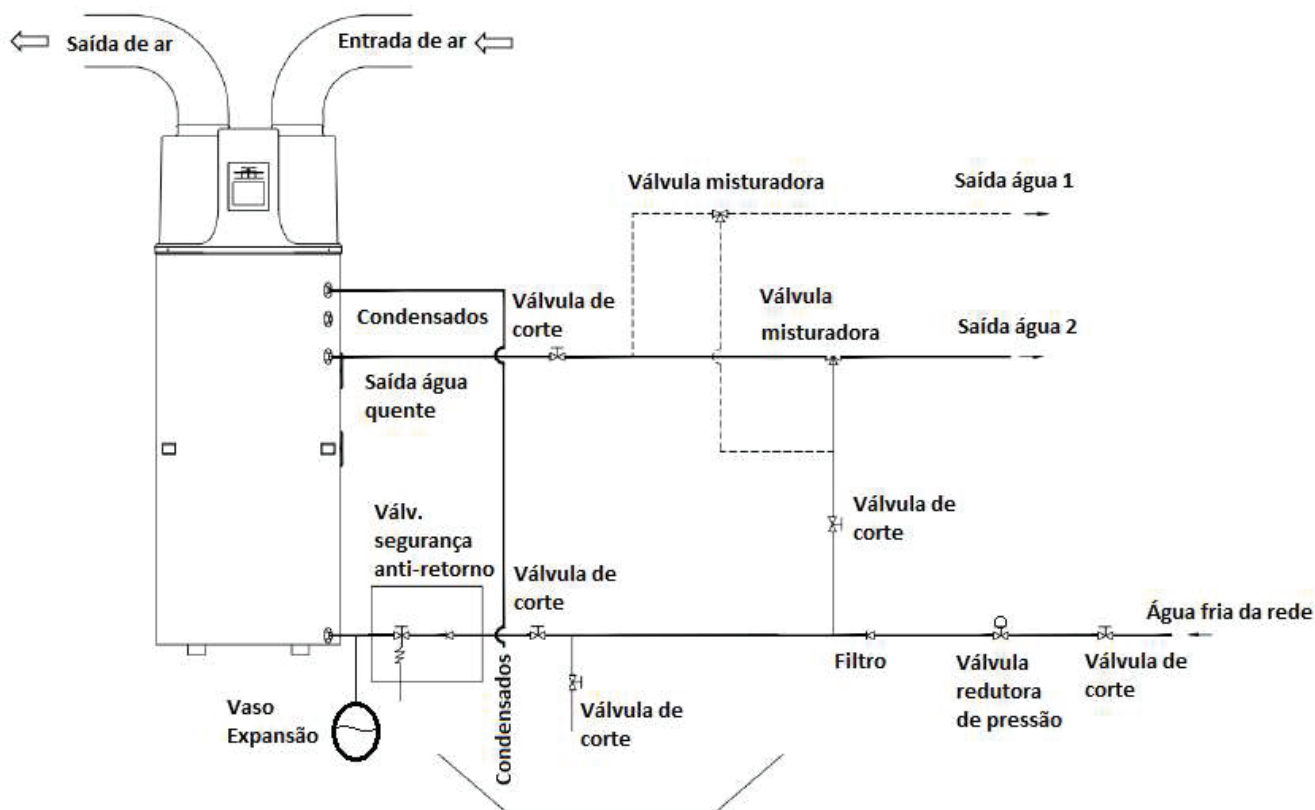 Saída de ar
Entrada de ar
Válvula misturadora
Saída água 1
Condensados
Válvula de
corte
Válvula
misturadora
Saída água 2
Saída água
quente
Válv.
segurança
anti-retorno
Válvula de
corte
Válvula de
corte
Água fria da rede
Filtro
Válvula
redutora
de pressão
Válvula de
corte
Vaso
Expansão
Condensados
Válvula de
corte